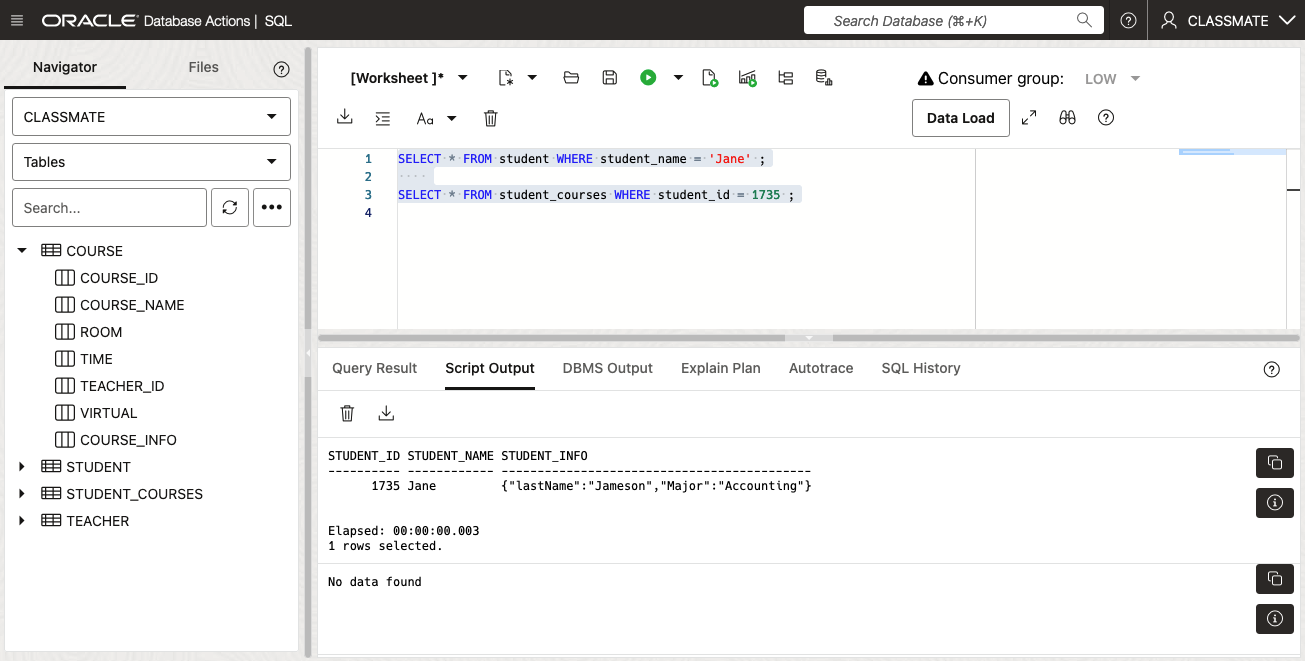 ORACLE Database Actions | SQL
Search Database (⌘+K)
CLASSMATE
Navigator
Files
CLASSMATE
Tables
Search...
COURSE
COURSE_ID
COURSE_NAME
ROOM
TIME
TEACHER_ID
VIRTUAL
COURSE_INFO
STUDENT
STUDENT_COURSES
TEACHER
[Worksheet ]*
Consumer group: LOW
Aa
Data Load
1 SELECT * FROM student WHERE student_name = 'Jane' ;
2
3 SELECT * FROM student_courses WHERE student_id = 1735 ;
4
Query Result Script Output DBMS Output Explain Plan Autotrace SQL History
STUDENT_ID STUDENT_NAME STUDENT_INFO
---------- ------------ -------------------------------------------
1735 Jane {"lastName":"Jameson","Major":"Accounting"}
Elapsed: 00:00:00.003
1 rows selected.
No data found